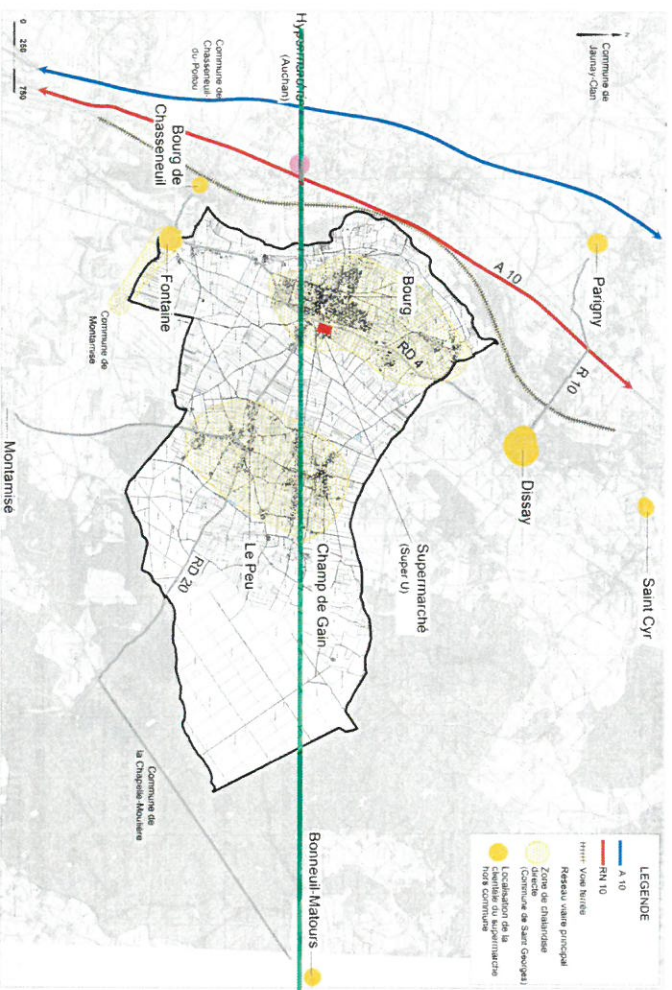 LEGENDE
A 10
RN 10
Voie ferrée
Reseau viaire principal
Zone de chalandise
directe
(Commune de Saint Georges)
Localisation de la
clientèle du supermarché
hors commune
Commune de
Jaunay-Clan
Hypermarché
(Auchan)
Commune de
Chasseneuil-
du-Poitou
0 250 750
Bourg de
Chasseneuil
Fontaine
Commune de
Montamisé
Montamisé
Bourg
RD 4
A 10
Parigny
R 10
Dissay
Saint Cyr
Supermarché
(Super U)
Champ de Gain
Le Peu
RD 20
Commune de
la Chapelle-Moulière
Bonneuil-Matours